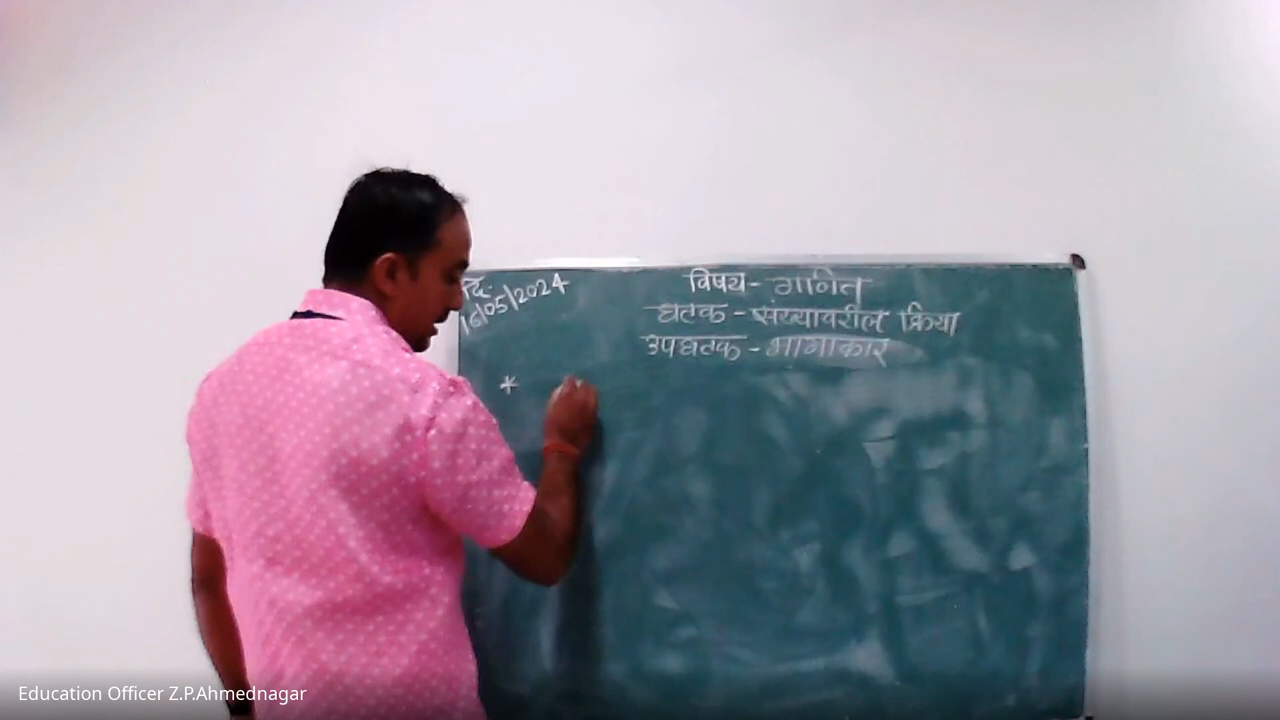 दि.
16/05/2024
विषय - गणित
घटक - संख्यावरील क्रिया
उपघटक - भागाकार
*
Education Officer Z.P.Ahmednagar